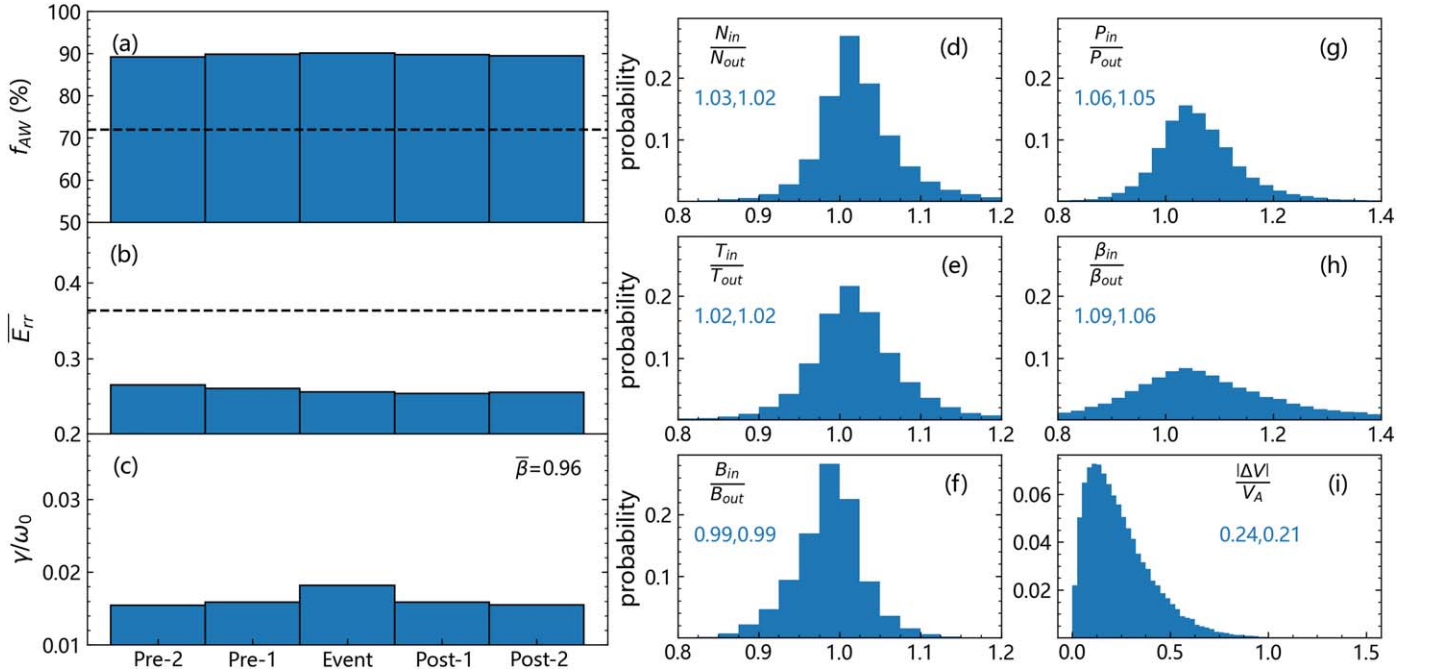 100
90
80
70
60
50
f_AW (%)
(a)
0.4
0.3
0.2
E_rr
(b)
0.03
0.02
0.01
γ/ω_0
(c)
β=0.96
Pre-2 Pre-1 Event Post-1 Post-2
probability
0.2
0.1
N_in
N_out
1.03,1.02
(d)
0.8 0.9 1.0 1.1 1.2
probability
0.2
0.1
T_in
T_out
1.02,1.02
(e)
0.8 0.9 1.0 1.1 1.2
probability
0.2
0.1
B_in
B_out
0.99,0.99
(f)
0.8 0.9 1.0 1.1 1.2
0.2
0.1
P_in
P_out
1.06,1.05
(g)
0.8 1.0 1.2 1.4
0.2
0.1
β_in
β_out
1.09,1.06
(h)
0.8 1.0 1.2 1.4
0.06
0.04
0.02
|ΔV|
V_A
0.24,0.21
(i)
0.0 0.5 1.0 1.5